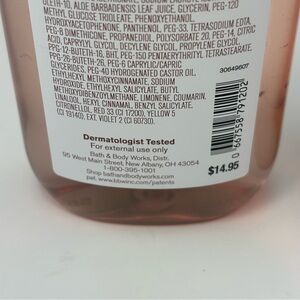 OLETH-10, ALOE BARBADENSIS LEAF JUICE, GLYCERIN, PEG-120
METHYL GLUCOSE TRIOLEATE, PHENOXYETHANOL,
HYDROXYACETOPHENONE, PANTHENOL, PEG-33, TETRASODIUM EDTA,
PEG-8 DIMETHICONE, PROPANEDIOL, POLYSORBATE 20, PEG-14, CITRIC
ACID, CAPRYLYL GLYCOL, DECYLENE GLYCOL, PROPYLENE GLYCOL,
PPG-12-BUTETH-16, BHT, PEG-150 PENTAERYTHRITYL TETRASTEARATE,
PPG-26-BUTETH-26, PEG-6 CAPRYLIC/CAPRIC
GLYCERIDES, PEG-40 HYDROGENATED CASTOR OIL,
ETHYLHEXYL METHOXYCINNAMATE, SODIUM
HYDROXIDE, ETHYLHEXYL SALICYLATE, BUTYL
METHOXYDIBENZOYLMETHANE, LIMONENE, COUMARIN,
LINALOOL, HEXYL CINNAMAL, BENZYL SALICYLATE,
CITRONELLOL, RED 33 (CI 17200), YELLOW 5
(CI 19140), EXT. VIOLET 2 (CI 60730).
30649607
0 667558 791202
$14.95
Dermatologist Tested
For external use only
Bath & Body Works, Distr.
95 West Main Street, New Albany, OH 43054
1-800-395-1001
Shop bathandbodyworks.com
pat. www.bbwinc.com/patents